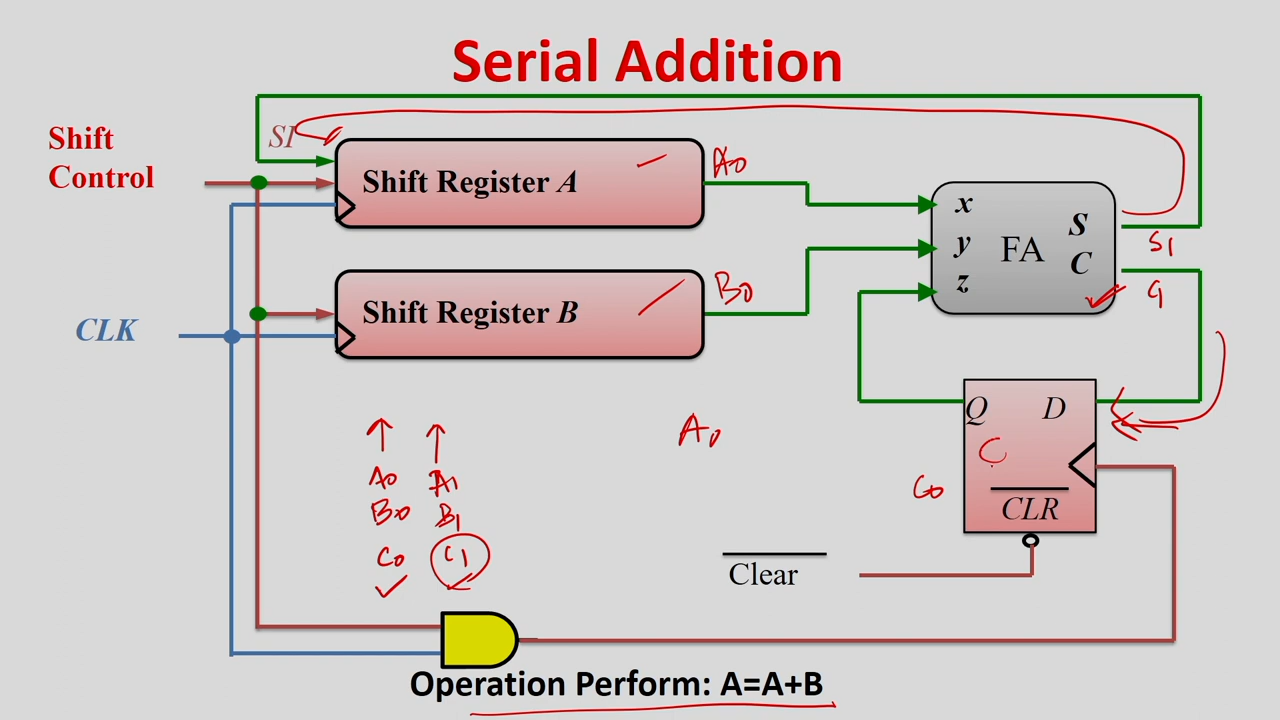 Serial Addition
Shift
Control
SI
Shift Register A
A0
x
y
z
FA
S
C
S1
C1
CLK
Shift Register B
B0
Q
D
C
CLR
C0
A0
A0
B0
C0
A1
B1
C1
Clear
Operation Perform: A=A+B